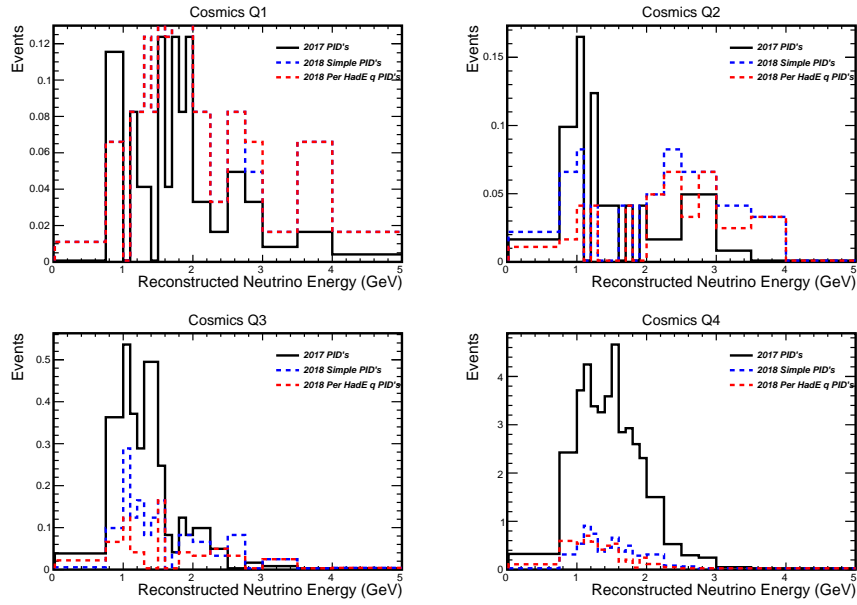 Cosmics Q1
Events
0.12
0.1
0.08
0.06
0.04
0.02
0
2017 PID's
2018 Simple PID's
2018 Per HadE q PID's
0 1 2 3 4 5
Reconstructed Neutrino Energy (GeV)
Cosmics Q2
Events
0.15
0.1
0.05
0
2017 PID's
2018 Simple PID's
2018 Per HadE q PID's
0 1 2 3 4 5
Reconstructed Neutrino Energy (GeV)
Cosmics Q3
Events
0.5
0.4
0.3
0.2
0.1
0
2017 PID's
2018 Simple PID's
2018 Per HadE q PID's
0 1 2 3 4 5
Reconstructed Neutrino Energy (GeV)
Cosmics Q4
Events
4
3
2
1
0
2017 PID's
2018 Simple PID's
2018 Per HadE q PID's
0 1 2 3 4 5
Reconstructed Neutrino Energy (GeV)